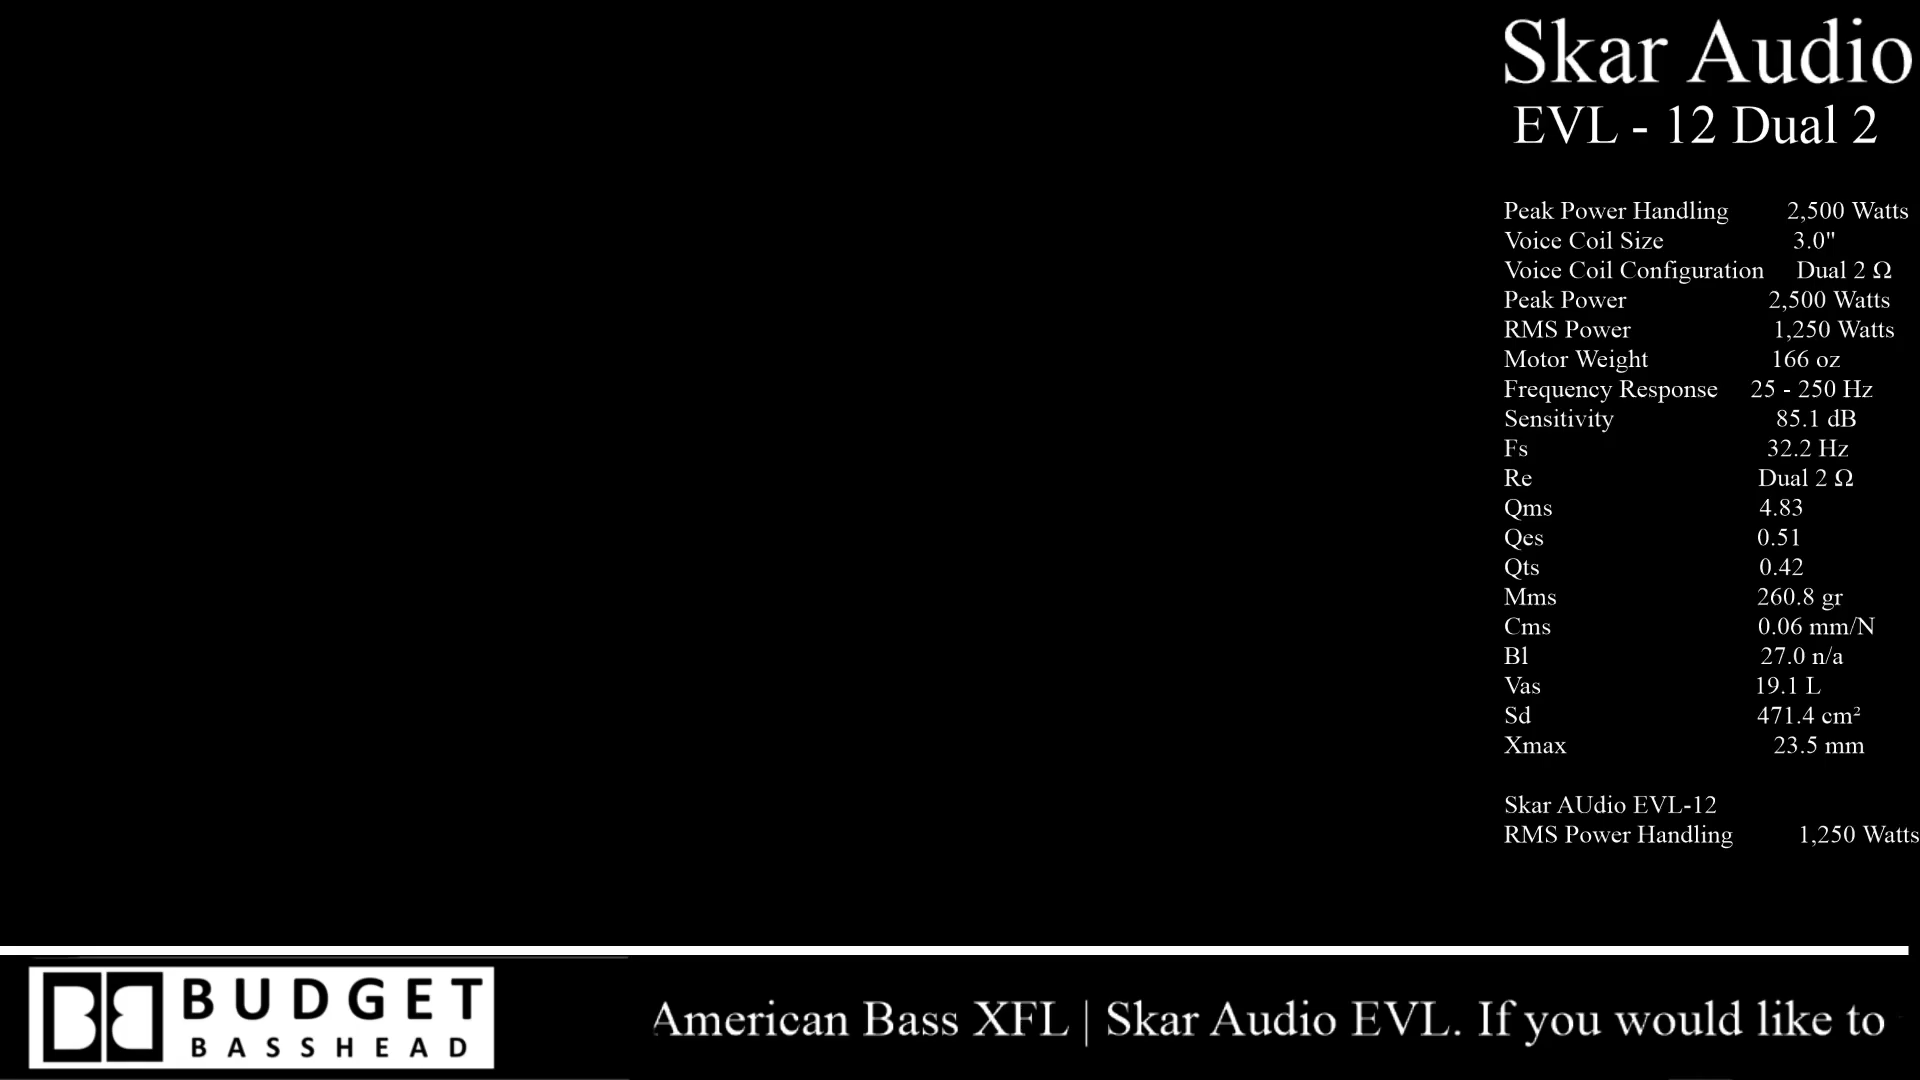 Skar Audio
EVL - 12 Dual 2
Peak Power Handling 2,500 Watts
Voice Coil Size 3.0"
Voice Coil Configuration Dual 2 Ω
Peak Power 2,500 Watts
RMS Power 1,250 Watts
Motor Weight 166 oz
Frequency Response 25 - 250 Hz
Sensitivity 85.1 dB
Fs 32.2 Hz
Re Dual 2 Ω
Qms 4.83
Qes 0.51
Qts 0.42
Mms 260.8 gr
Cms 0.06 mm/N
Bl 27.0 n/a
Vas 19.1 L
Sd 471.4 cm²
Xmax 23.5 mm
Skar AUdio EVL-12
RMS Power Handling 1,250 Watts
BUDGET
BASSHEAD
American Bass XFL | Skar Audio EVL. If you would like to